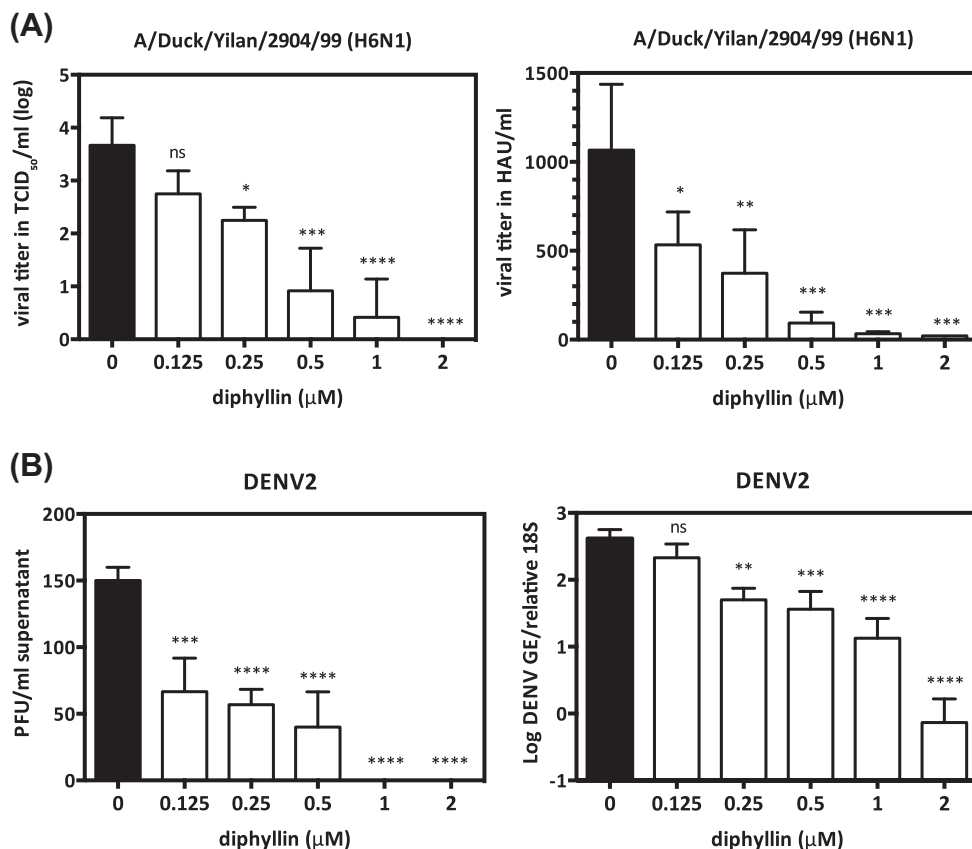 (A)
A/Duck/Yilan/2904/99 (H6N1)
viral titer in TCID50/ml (log)
5
4
3
2
1
0
ns
*
***
****
****
0 0.125 0.25 0.5 1 2
diphyllin (µM)
A/Duck/Yilan/2904/99 (H6N1)
viral titer in HAU/ml
1500
1000
500
0
*
**
***
***
***
0 0.125 0.25 0.5 1 2
diphyllin (µM)
(B)
DENV2
PFU/ml supernatant
200
150
100
50
0
***
****
****
****
****
0 0.125 0.25 0.5 1 2
diphyllin (µM)
DENV2
Log DENV GE/relative 18S
3
2
1
0
-1
ns
**
***
****
****
0 0.125 0.25 0.5 1 2
diphyllin (µM)